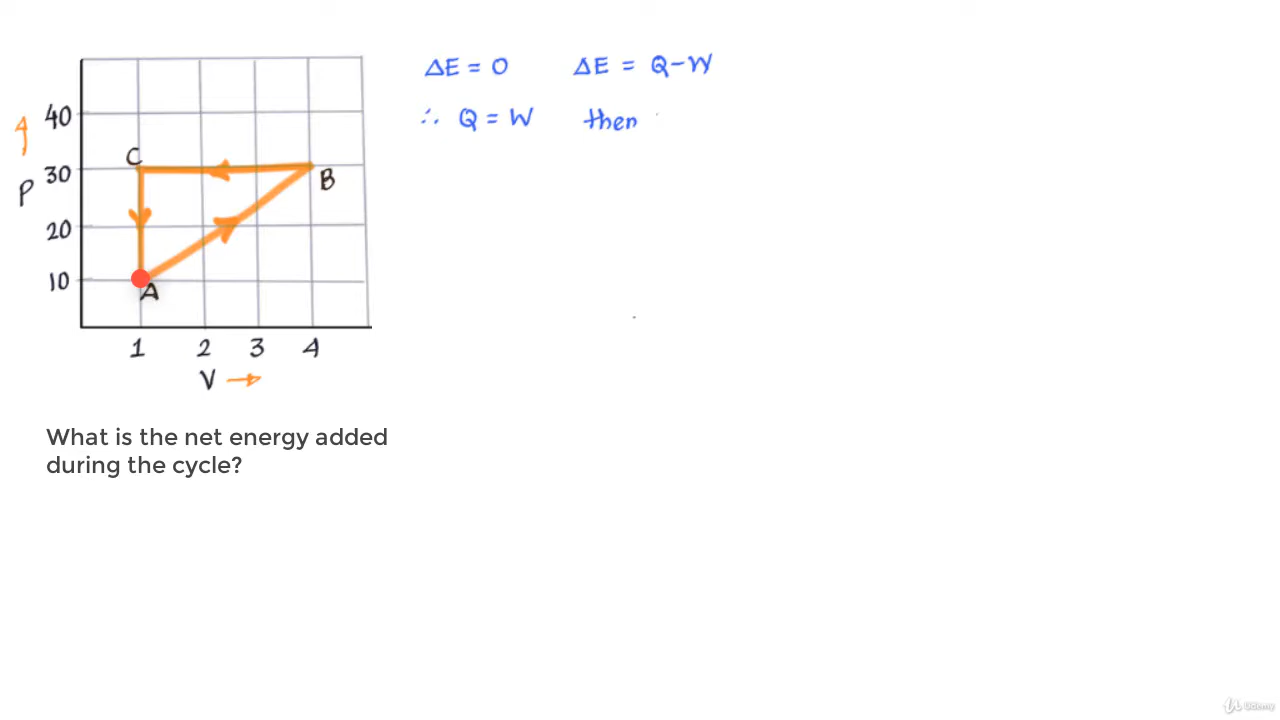 ΔE = 0 ΔE = Q-W
∴ Q = W then
40
C
30
P
B
20
10
A
1 2 3 4
V →
What is the net energy added
during the cycle?
Udemy